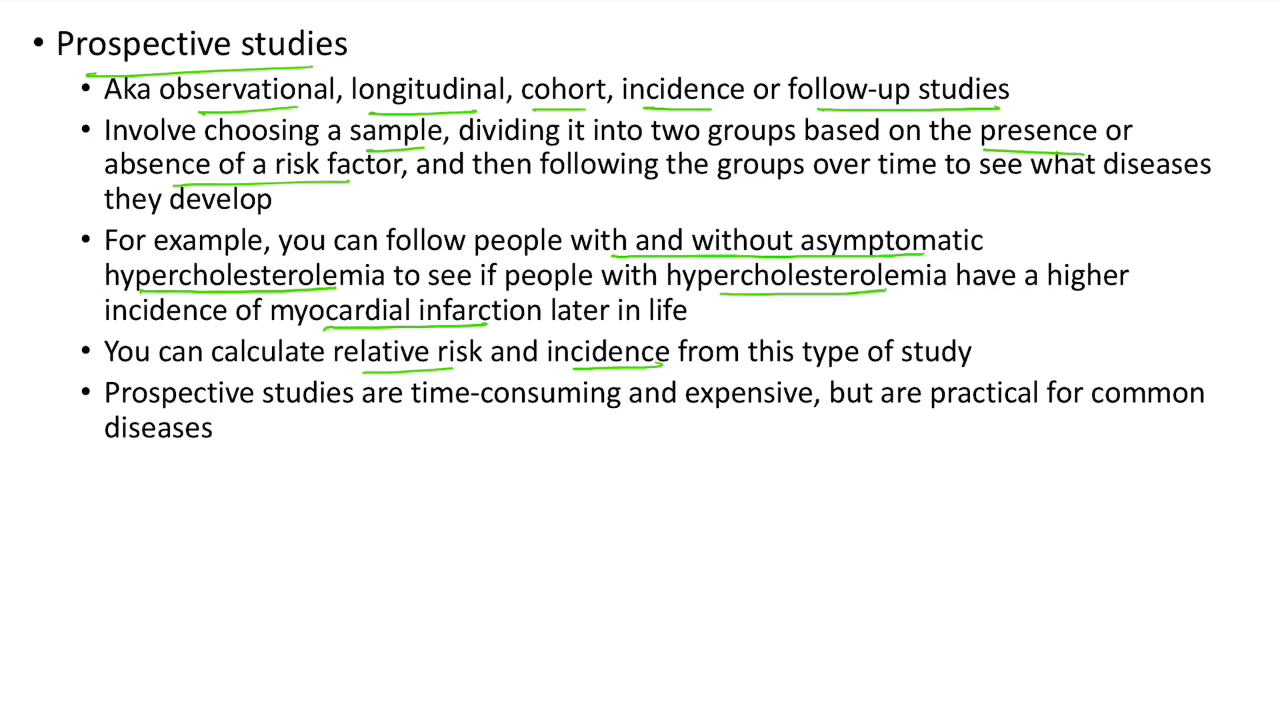 • Prospective studies
• Aka observational, longitudinal, cohort, incidence or follow-up studies
• Involve choosing a sample, dividing it into two groups based on the presence or
absence of a risk factor, and then following the groups over time to see what diseases
they develop
• For example, you can follow people with and without asymptomatic
hypercholesterolemia to see if people with hypercholesterolemia have a higher
incidence of myocardial infarction later in life
• You can calculate relative risk and incidence from this type of study
• Prospective studies are time-consuming and expensive, but are practical for common
diseases